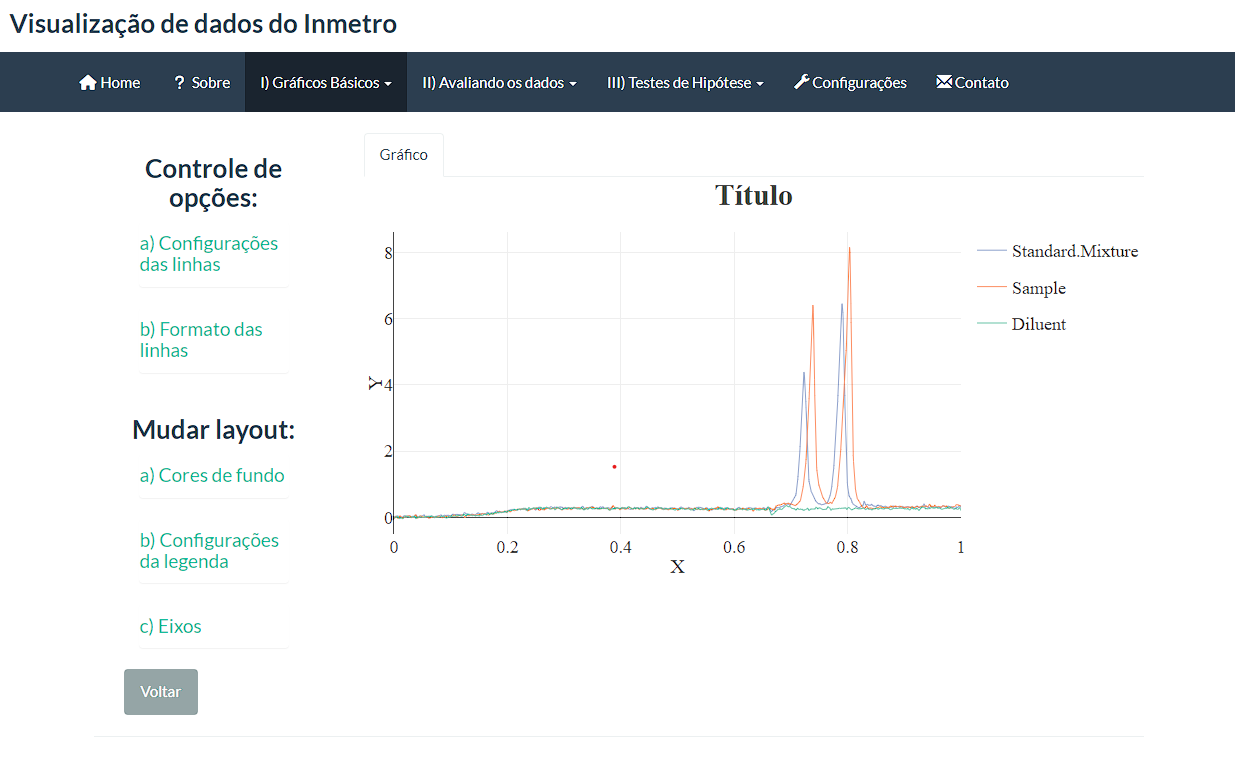 Visualização de dados do Inmetro
Home
? Sobre
I) Gráficos Básicos
II) Avaliando os dados
III) Testes de Hipótese
Configurações
Contato
Controle de
opções:
a) Configurações
das linhas
b) Formato das
linhas
Mudar layout:
a) Cores de fundo
b) Configurações
da legenda
c) Eixos
Voltar
Gráfico
Título
8
6
4
2
0
Y
0
0.2
0.4
0.6
0.8
1
X
Standard.Mixture
Sample
Diluent